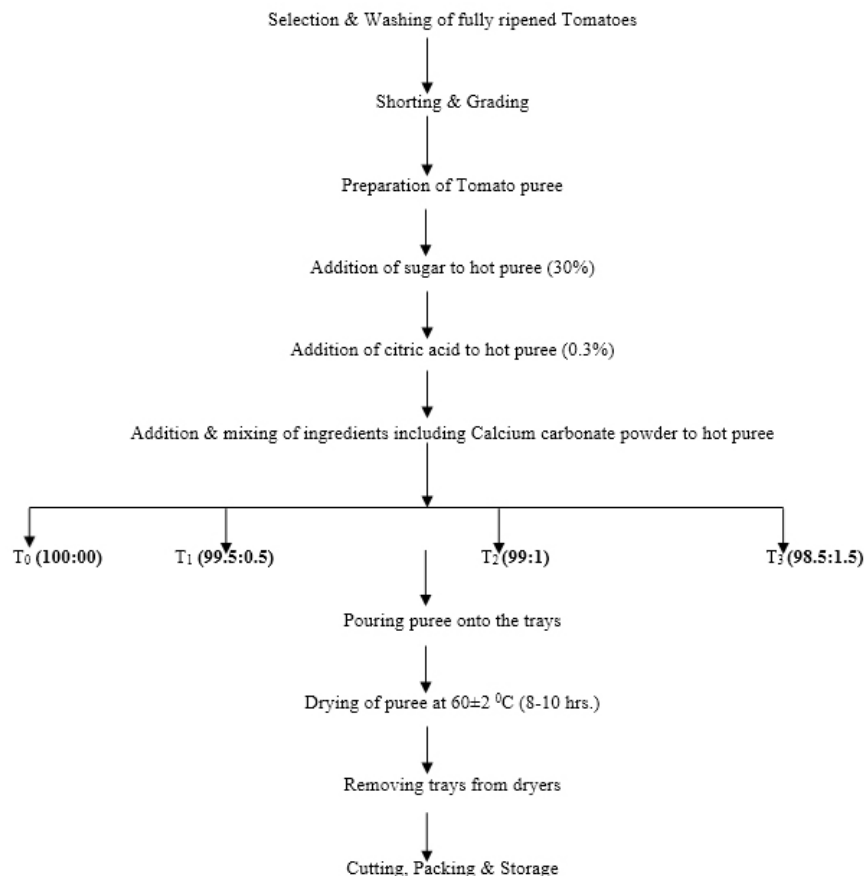 Selection & Washing of fully ripened Tomatoes
Shorting & Grading
Preparation of Tomato puree
Addition of sugar to hot puree (30%)
Addition of citric acid to hot puree (0.3%)
Addition & mixing of ingredients including Calcium carbonate powder to hot puree
T₀ (100:00) T₁ (99.5:0.5) T₂ (99:1) T₃ (98.5:1.5)
Pouring puree onto the trays
Drying of puree at 60±2 ⁰C (8-10 hrs.)
Removing trays from dryers
Cutting, Packing & Storage